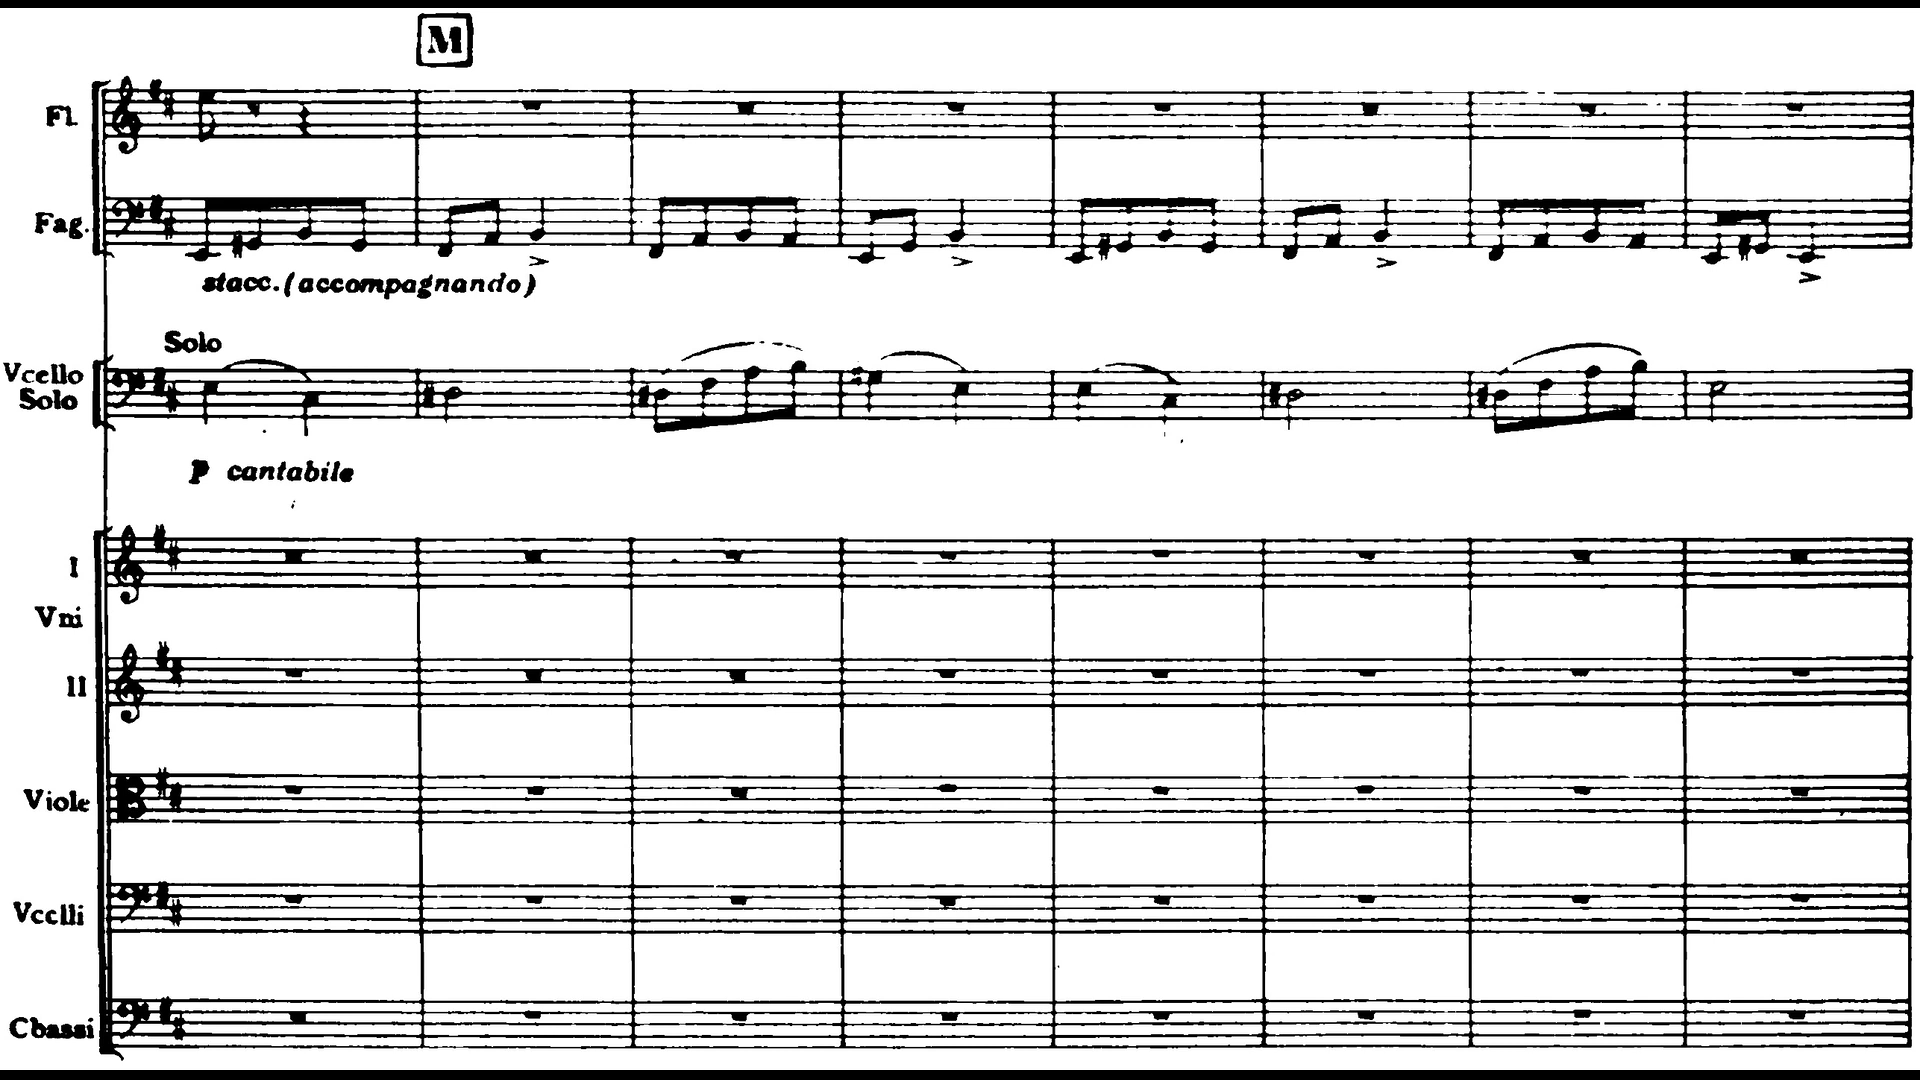 M
Fl.
Fag.
stacc. (accompagnando)
Solo
Vcello
Solo
p cantabile
I
Vni
II
Viole
Vcelli
Cbassi